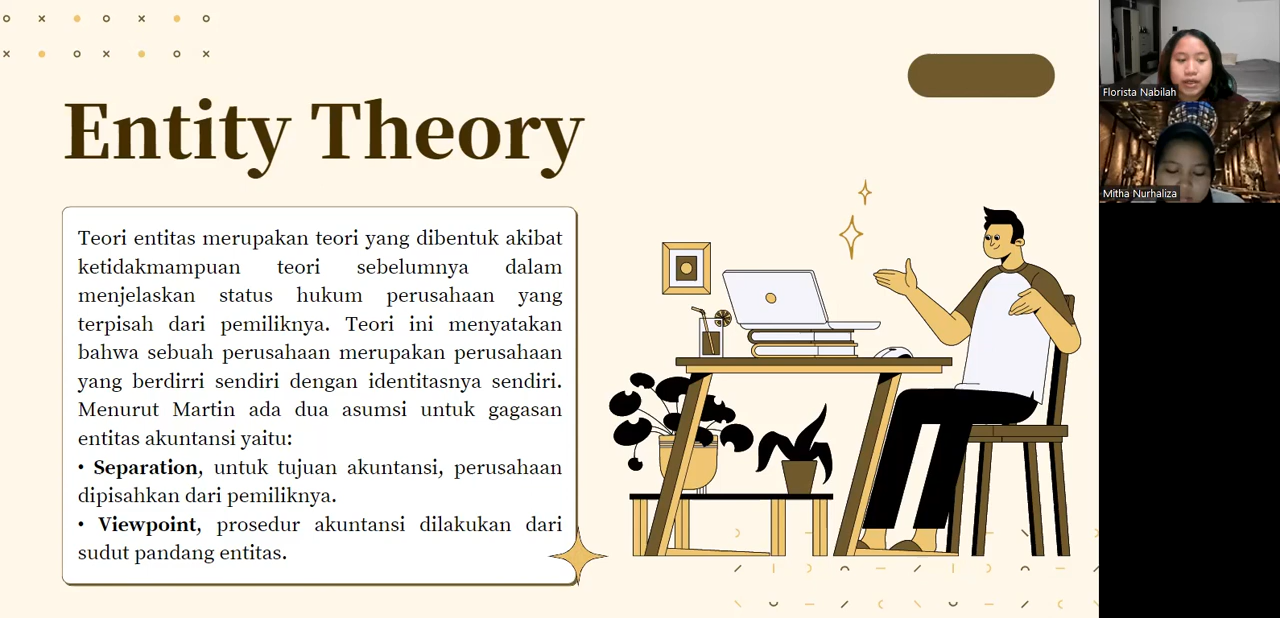 Entity Theory
Teori entitas merupakan teori yang dibentuk akibat
ketidakmampuan teori sebelumnya dalam
menjelaskan status hukum perusahaan yang
terpisah dari pemiliknya. Teori ini menyatakan
bahwa sebuah perusahaan merupakan perusahaan
yang berdirri sendiri dengan identitasnya sendiri.
Menurut Martin ada dua asumsi untuk gagasan
entitas akuntansi yaitu:
• Separation, untuk tujuan akuntansi, perusahaan
dipisahkan dari pemiliknya.
• Viewpoint, prosedur akuntansi dilakukan dari
sudut pandang entitas.
Florista Nabilah
Mitha Nurhaliza